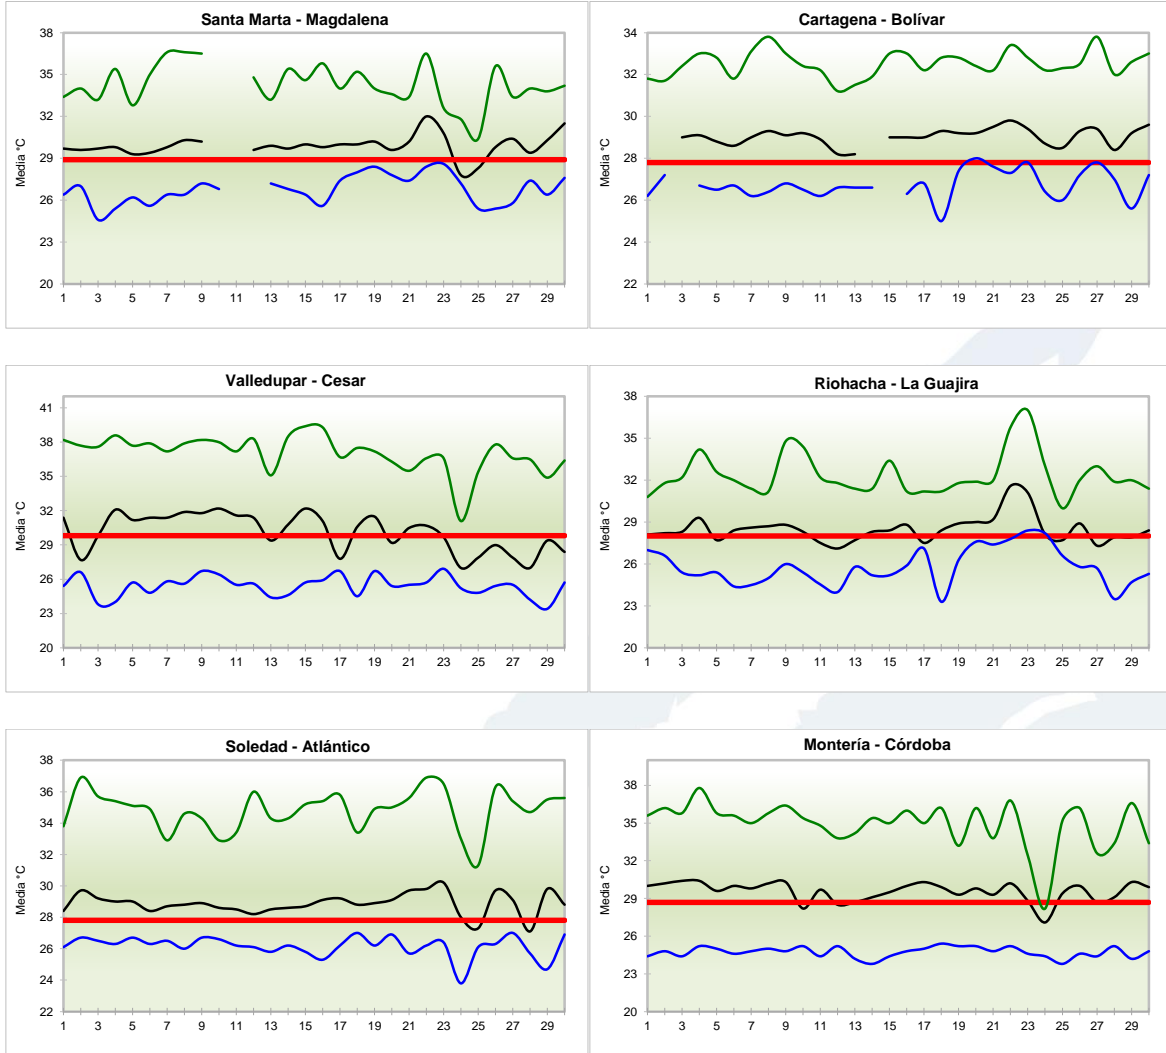 Santa Marta - Magdalena
Media °C
38
35
32
29
26
23
20
1 3 5 7 9 11 13 15 17 19 21 23 25 27 29
Cartagena - Bolívar
Media °C
34
32
30
28
26
24
22
1 3 5 7 9 11 13 15 17 19 21 23 25 27 29
Valledupar - Cesar
Media °C
41
38
35
32
29
26
23
20
1 3 5 7 9 11 13 15 17 19 21 23 25 27 29
Riohacha - La Guajira
Media °C
38
35
32
29
26
23
20
1 3 5 7 9 11 13 15 17 19 21 23 25 27 29
Soledad - Atlántico
Media °C
38
36
34
32
30
28
26
24
22
1 3 5 7 9 11 13 15 17 19 21 23 25 27 29
Montería - Córdoba
Media °C
38
35
32
29
26
23
20
1 3 5 7 9 11 13 15 17 19 21 23 25 27 29